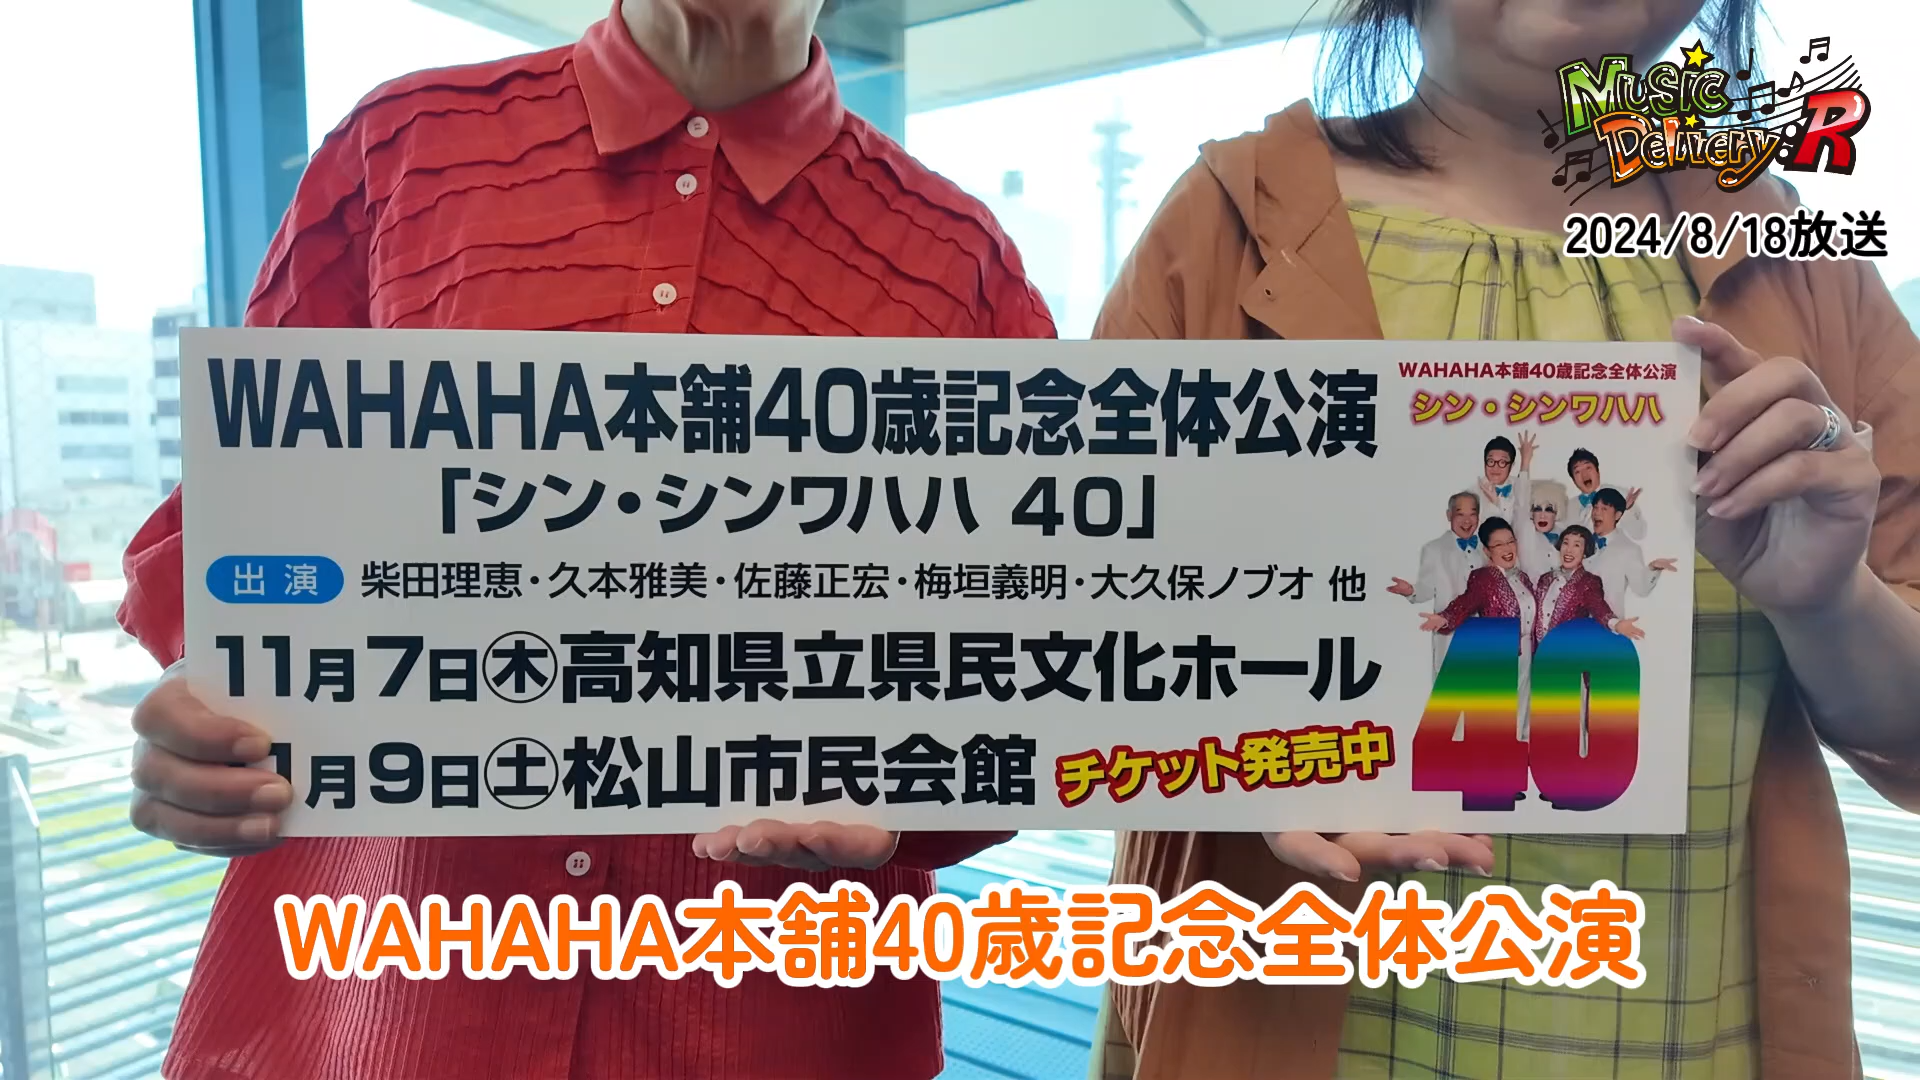 Music
Delivery:R
2024/8/18放送
WAHAHA本舗40歳記念全体公演
「シン・シンワハハ 40」
出演 柴田理恵・久本雅美・佐藤正宏・梅垣義明・大久保ノブオ 他
11月7日㊍高知県立県民文化ホール
1月9日㊏松山市民会館 チケット発売中
WAHAHA本舗40歳記念全体公演
シン・シンワハハ
40
WAHAHA本舗40歳記念全体公演